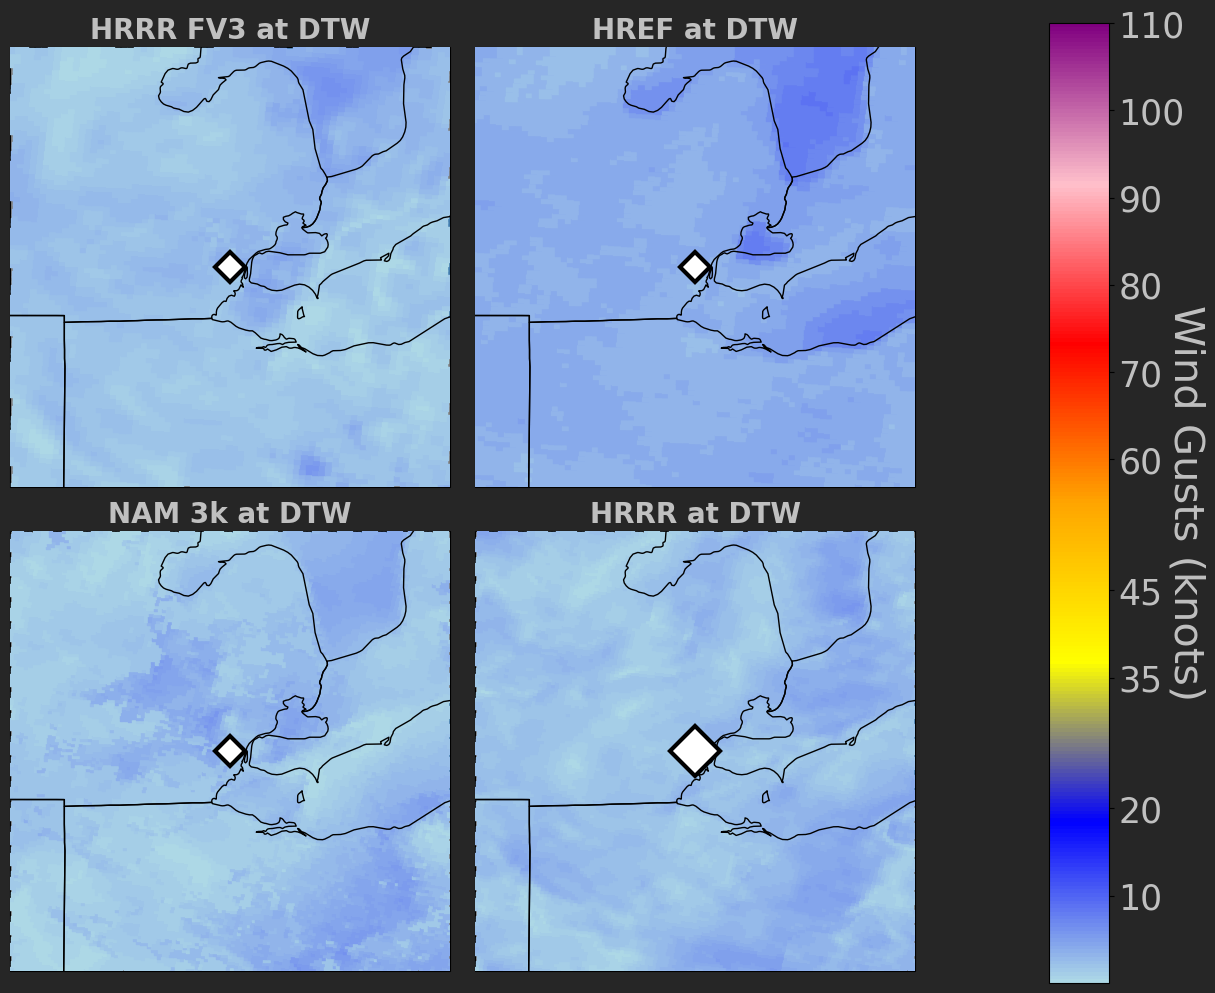 HRRR FV3 at DTW
HREF at DTW
NAM 3k at DTW
HRRR at DTW
110
100
90
80
70
60
45
35
20
10
Wind Gusts (knots)